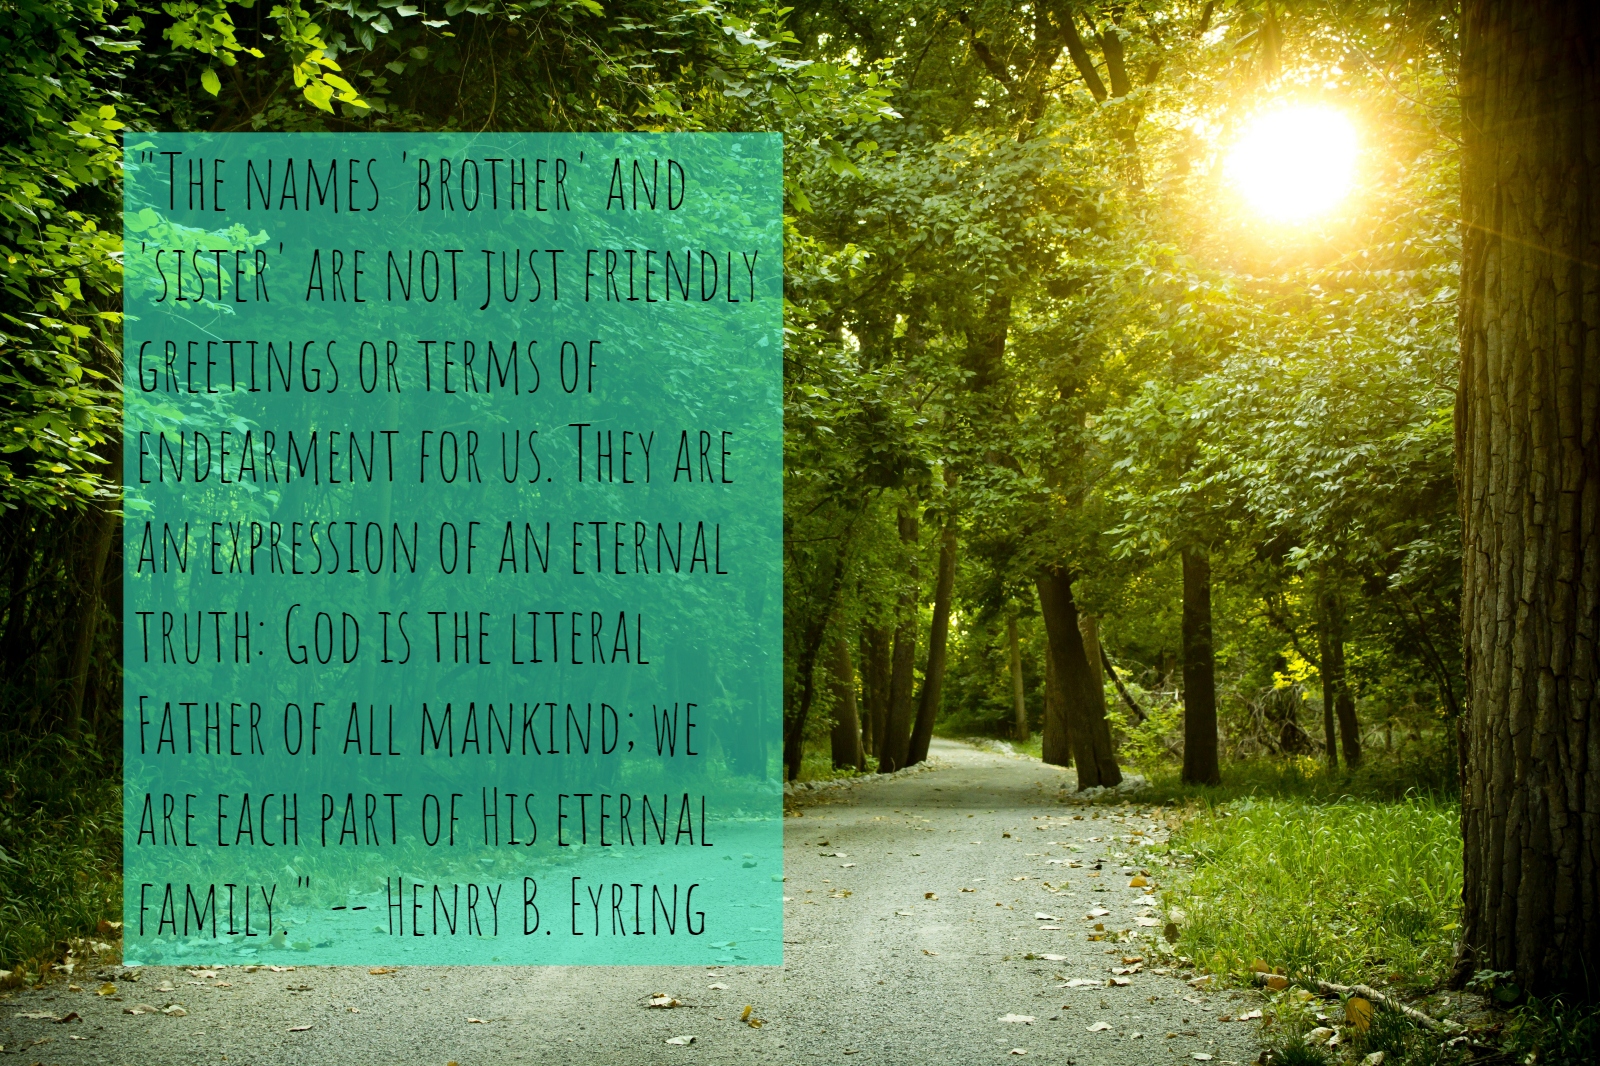 "The names 'brother' and
'sister' are not just friendly
greetings or terms of
endearment for us. They are
an expression of an eternal
truth: God is the literal
Father of all mankind; we
are each part of His eternal
family." -- Henry B. Eyring